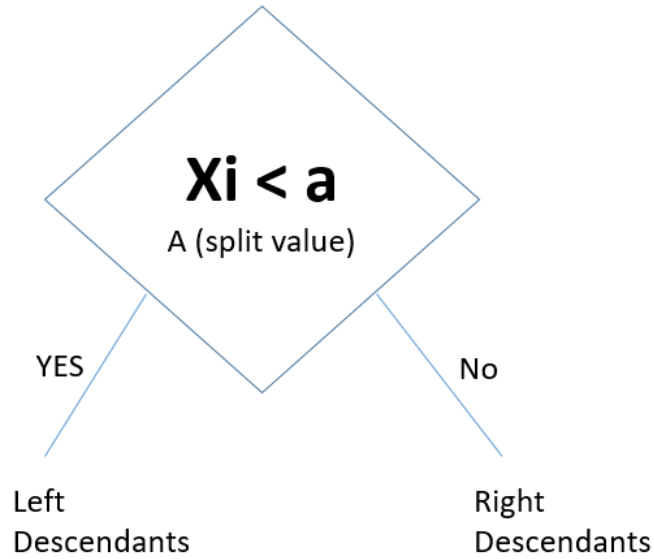 Xi < a
A (split value)
YES
No
Left
Descendants
Right
Descendants